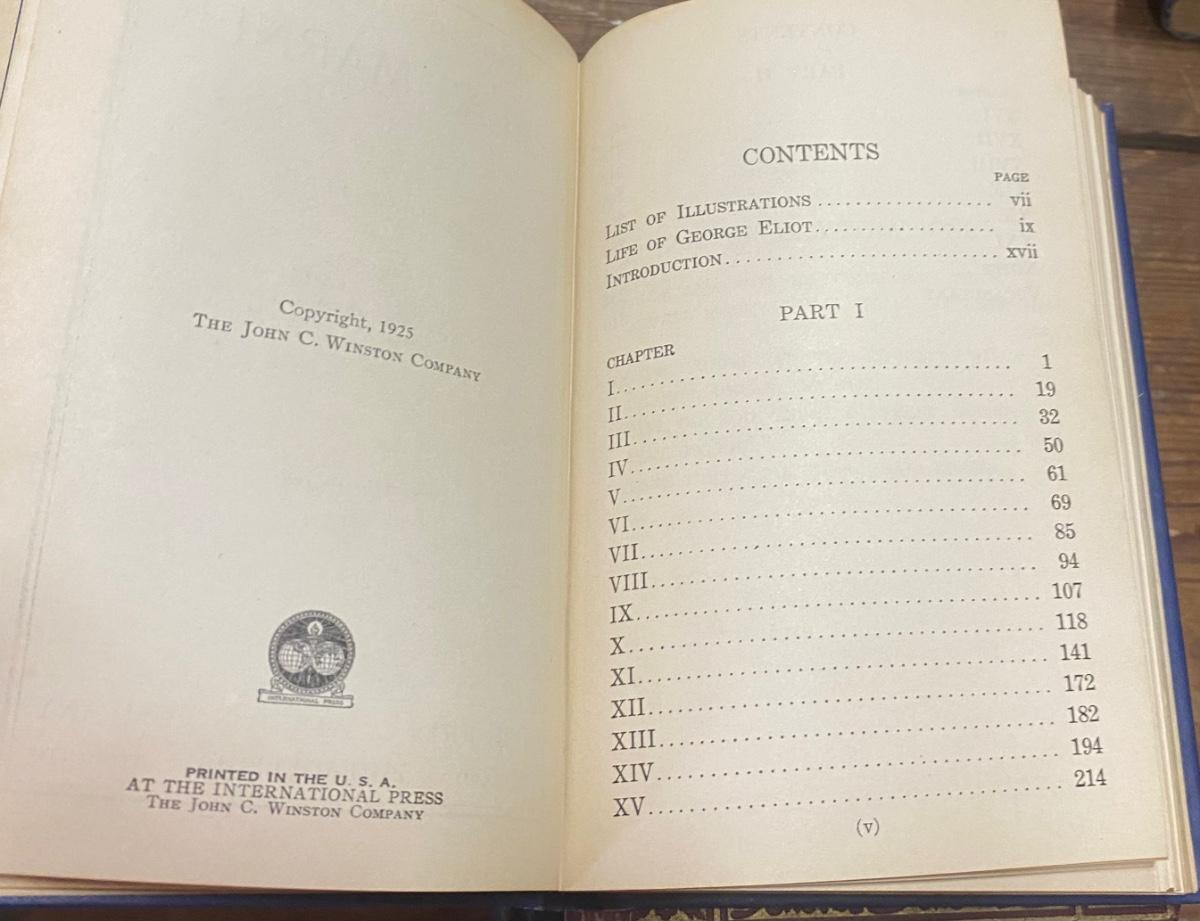 Copyright, 1925
THE JOHN C. WINSTON COMPANY
INTERNATIONAL PRESS
PRINTED IN THE U. S. A.
AT THE INTERNATIONAL PRESS
THE JOHN C. WINSTON COMPANY
CONTENTS
PAGE
LIST OF ILLUSTRATIONS .................. vii
LIFE OF GEORGE ELIOT................... ix
INTRODUCTION............................ xvii
PART I
CHAPTER
I........................................ 1
II........................................ 19
III........................................ 32
IV........................................ 50
V........................................ 61
VI........................................ 69
VII........................................ 85
VIII........................................ 94
IX........................................ 107
X........................................ 118
XI........................................ 141
XII........................................ 172
XIII........................................ 182
XIV........................................ 194
XV........................................ 214
(v)